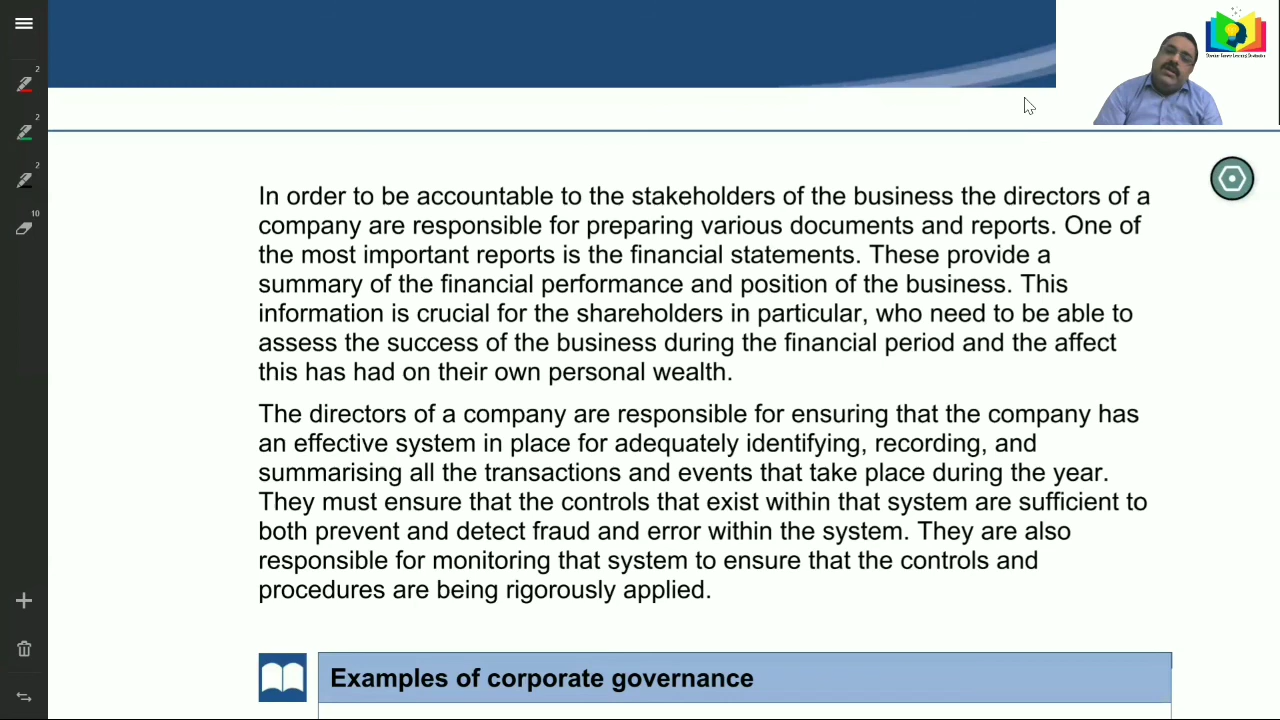 2
2
2
10
In order to be accountable to the stakeholders of the business the directors of a
company are responsible for preparing various documents and reports. One of
the most important reports is the financial statements. These provide a
summary of the financial performance and position of the business. This
information is crucial for the shareholders in particular, who need to be able to
assess the success of the business during the financial period and the affect
this has had on their own personal wealth.
The directors of a company are responsible for ensuring that the company has
an effective system in place for adequately identifying, recording, and
summarising all the transactions and events that take place during the year.
They must ensure that the controls that exist within that system are sufficient to
both prevent and detect fraud and error within the system. They are also
responsible for monitoring that system to ensure that the controls and
procedures are being rigorously applied.
Examples of corporate governance